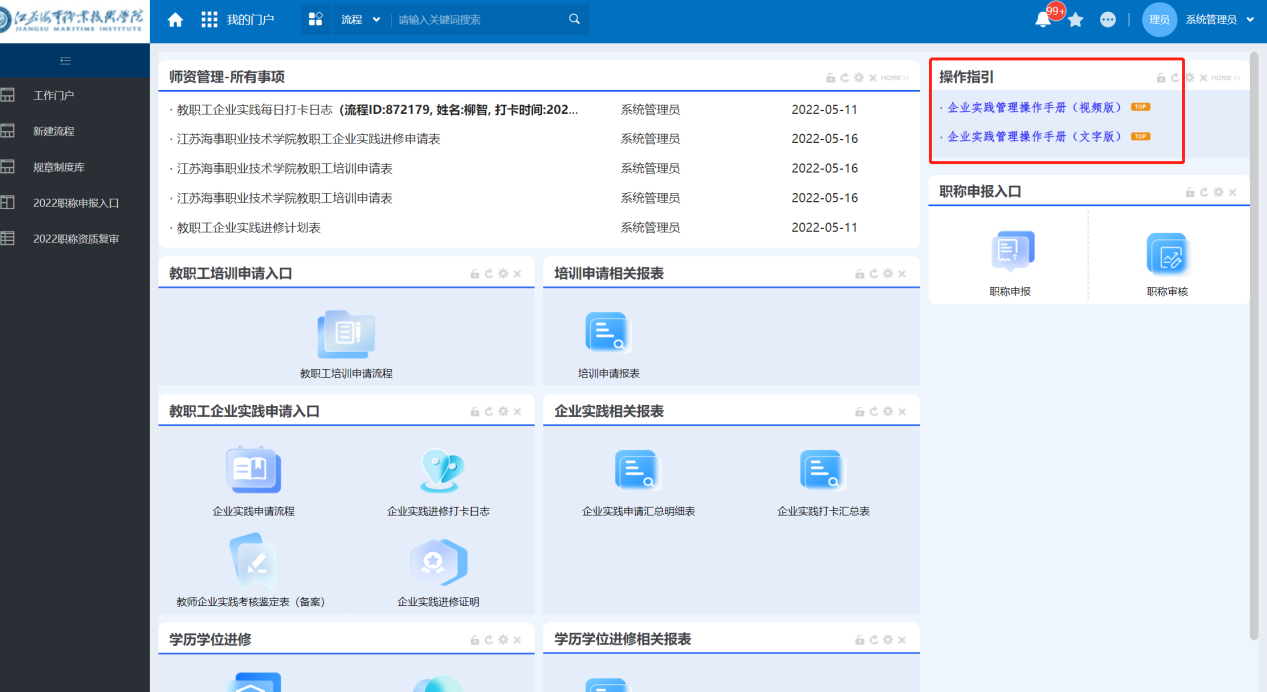 江苏海事职业技术学院
JIANGSU MARITIME INSTITUTE
我的门户
流程
请输入关键词搜索
99+
理员
系统管理员
工作门户
新建流程
规章制度库
2022职称申报入口
2022职称资质复审
师资管理-所有事项
HOME >>
· 教职工企业实践每日打卡日志（流程ID:872179, 姓名:柳智, 打卡时间:202...
系统管理员
2022-05-11
· 江苏海事职业技术学院教职工企业实践进修申请表
系统管理员
2022-05-16
· 江苏海事职业技术学院教职工培训申请表
系统管理员
2022-05-16
· 江苏海事职业技术学院教职工培训申请表
系统管理员
2022-05-16
· 教职工企业实践进修计划表
系统管理员
2022-05-11
操作指引
HOME >>
· 企业实践管理操作手册（视频版） TOP
· 企业实践管理操作手册（文字版） TOP
职称申报入口
职称申报
职称审核
教职工培训申请入口
教职工培训申请流程
培训申请相关报表
培训申请报表
教职工企业实践申请入口
企业实践申请流程
企业实践进修打卡日志
教师企业实践考核鉴定表（备案）
企业实践进修证明
企业实践相关报表
企业实践申请汇总明细表
企业实践打卡汇总表
学历学位进修
学历学位进修相关报表